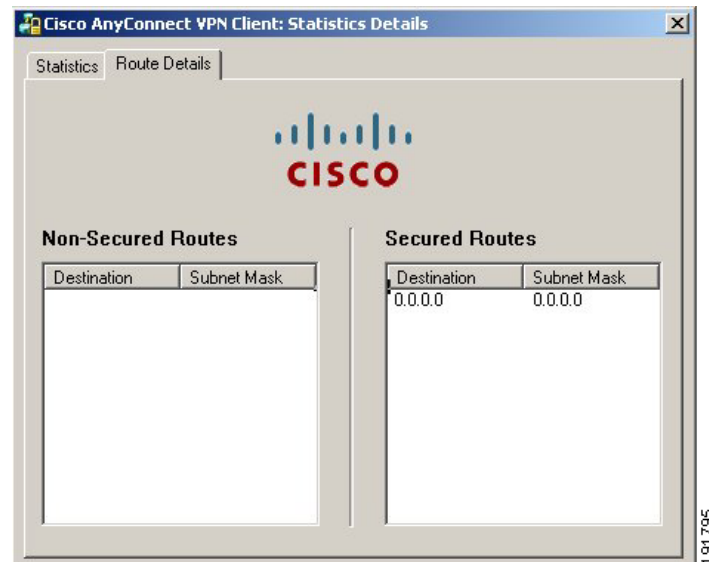 Cisco AnyConnect VPN Client: Statistics Details
Statistics Route Details
CISCO
Non-Secured Routes
Secured Routes
Destination Subnet Mask
Destination Subnet Mask
0.0.0.0 0.0.0.0
191795